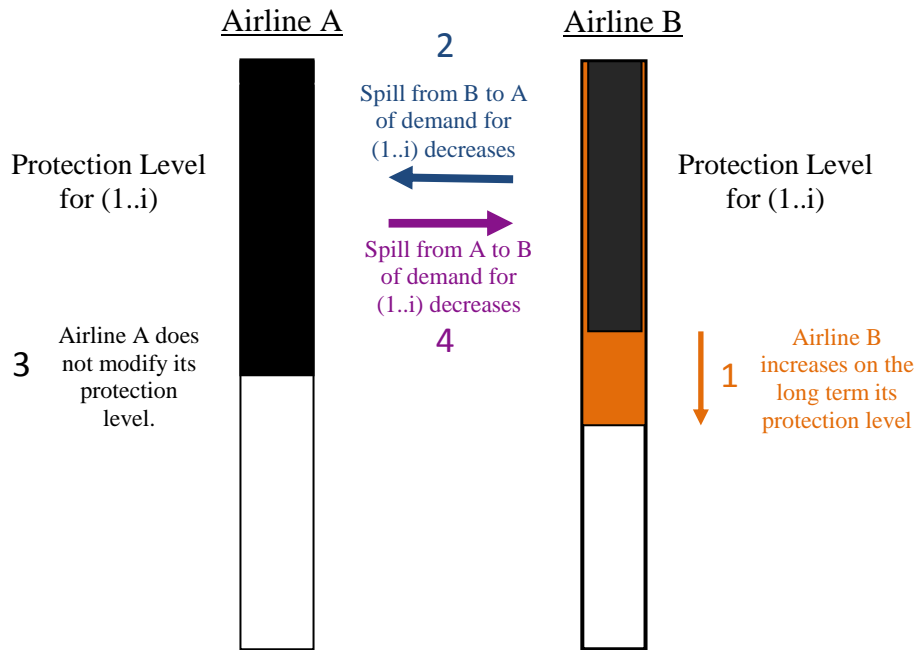 Airline A
Airline B
2
Spill from B to A
of demand for
(1..i) decreases
Protection Level
for (1..i)
Protection Level
for (1..i)
Spill from A to B
of demand for
(1..i) decreases
4
3
Airline A does
not modify its
protection
level.
1
Airline B
increases on the
long term its
protection level